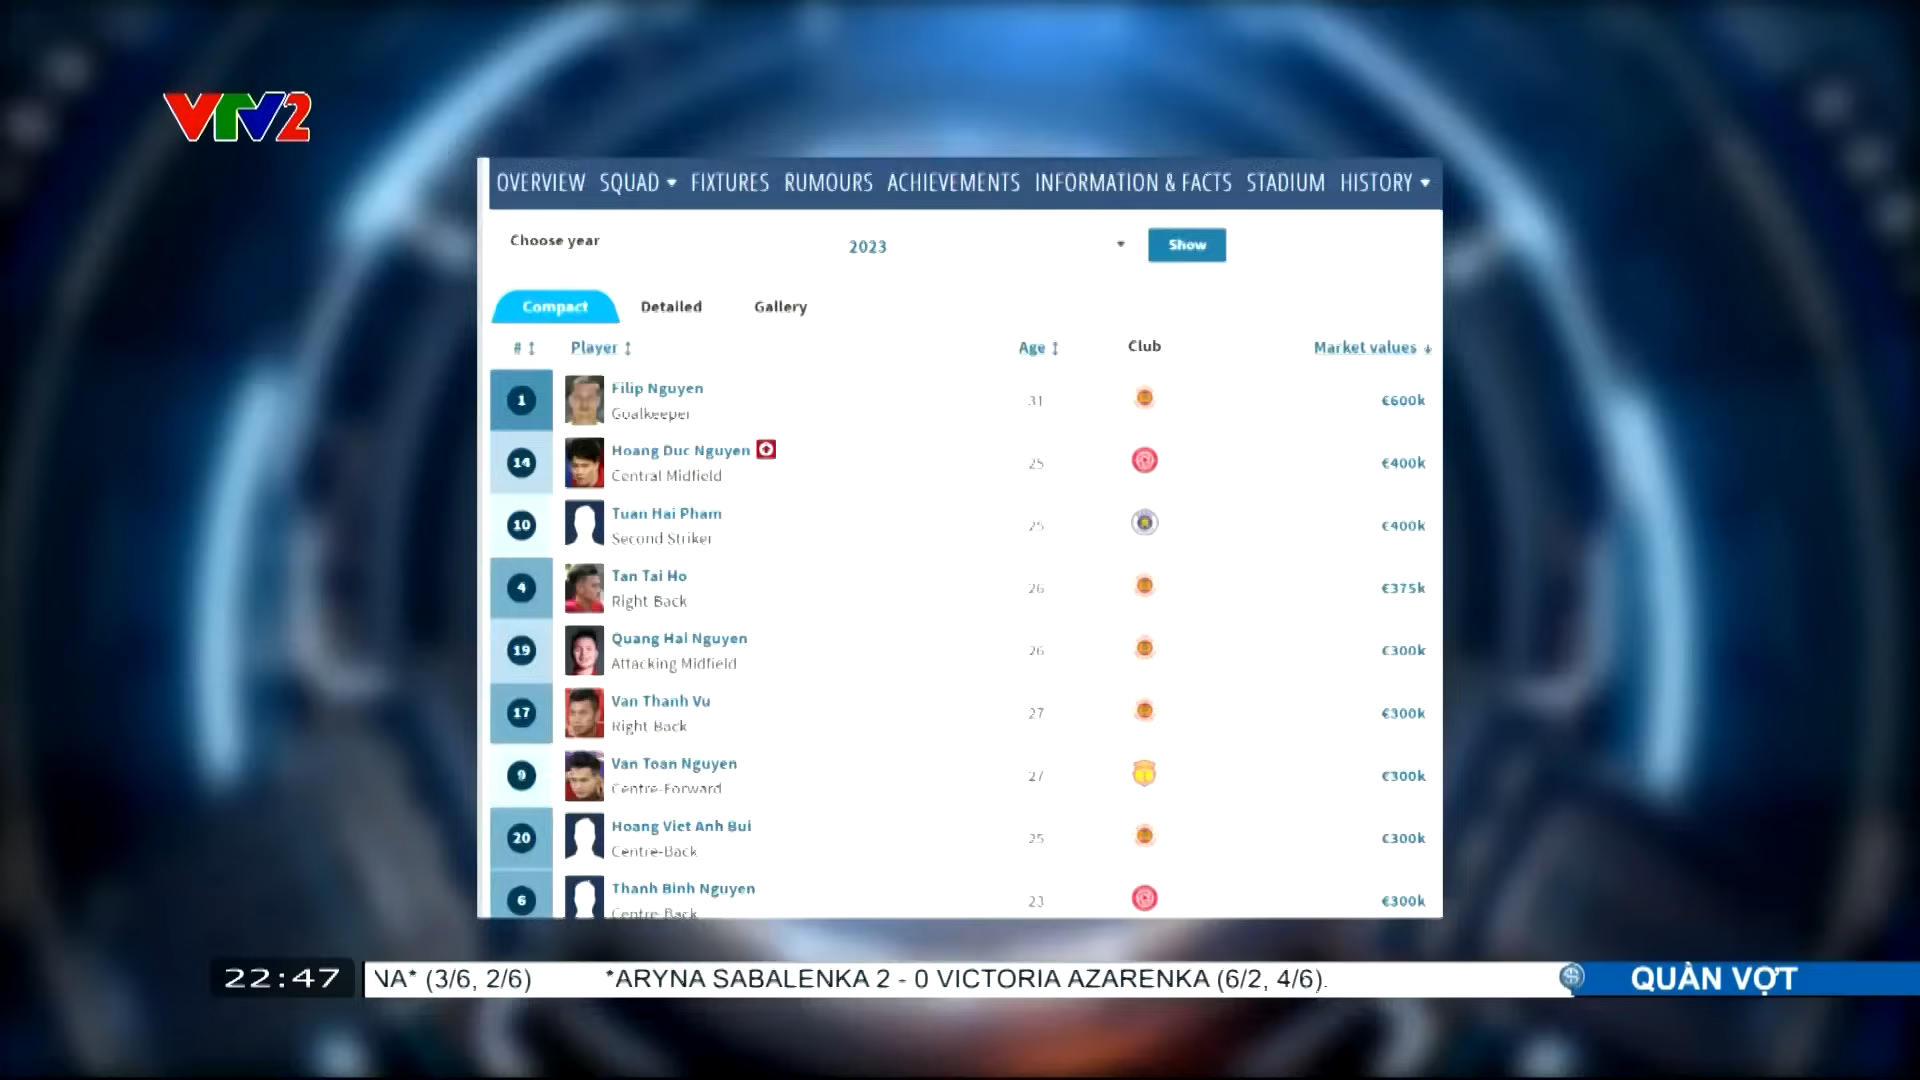 VTV2
OVERVIEW SQUAD FIXTURES RUMOURS ACHIEVEMENTS INFORMATION & FACTS STADIUM HISTORY
Choose year 2023 Show
Compact Detailed Gallery
# Player Age Club Market values
1 Filip Nguyen 31 €600k
Goalkeeper
14 Hoang Duc Nguyen 25 €400k
Central Midfield
10 Tuan Hai Pham 25 €400k
Second Striker
4 Tan Tai Ho 26 €375k
Right Back
19 Quang Hai Nguyen 26 €300k
Attacking Midfield
17 Van Thanh Vu 27 €300k
Right Back
9 Van Toan Nguyen 27 €300k
Centre-Forward
20 Hoang Viet Anh Bui 25 €300k
Centre-Back
6 Thanh Binh Nguyen 23 €300k
Centre-Back
22:47 NA* (3/6, 2/6) *ARYNA SABALENKA 2 - 0 VICTORIA AZARENKA (6/2, 4/6). QUẦN VỢT